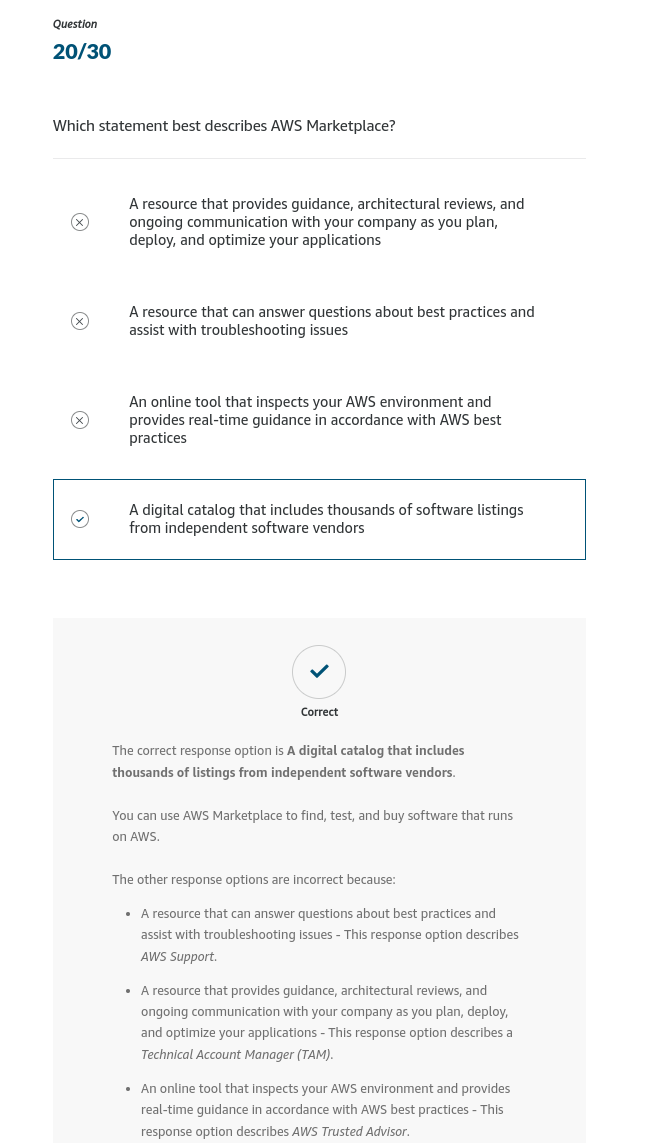 Question
20/30
Which statement best describes AWS Marketplace?
A resource that provides guidance, architectural reviews, and
ongoing communication with your company as you plan,
deploy, and optimize your applications
A resource that can answer questions about best practices and
assist with troubleshooting issues
An online tool that inspects your AWS environment and
provides real-time guidance in accordance with AWS best
practices
A digital catalog that includes thousands of software listings
from independent software vendors
Correct
The correct response option is A digital catalog that includes
thousands of listings from independent software vendors.
You can use AWS Marketplace to find, test, and buy software that runs
on AWS.
The other response options are incorrect because:
• A resource that can answer questions about best practices and
assist with troubleshooting issues - This response option describes
AWS Support.
• A resource that provides guidance, architectural reviews, and
ongoing communication with your company as you plan, deploy,
and optimize your applications - This response option describes a
Technical Account Manager (TAM).
• An online tool that inspects your AWS environment and provides
real-time guidance in accordance with AWS best practices - This
response option describes AWS Trusted Advisor.